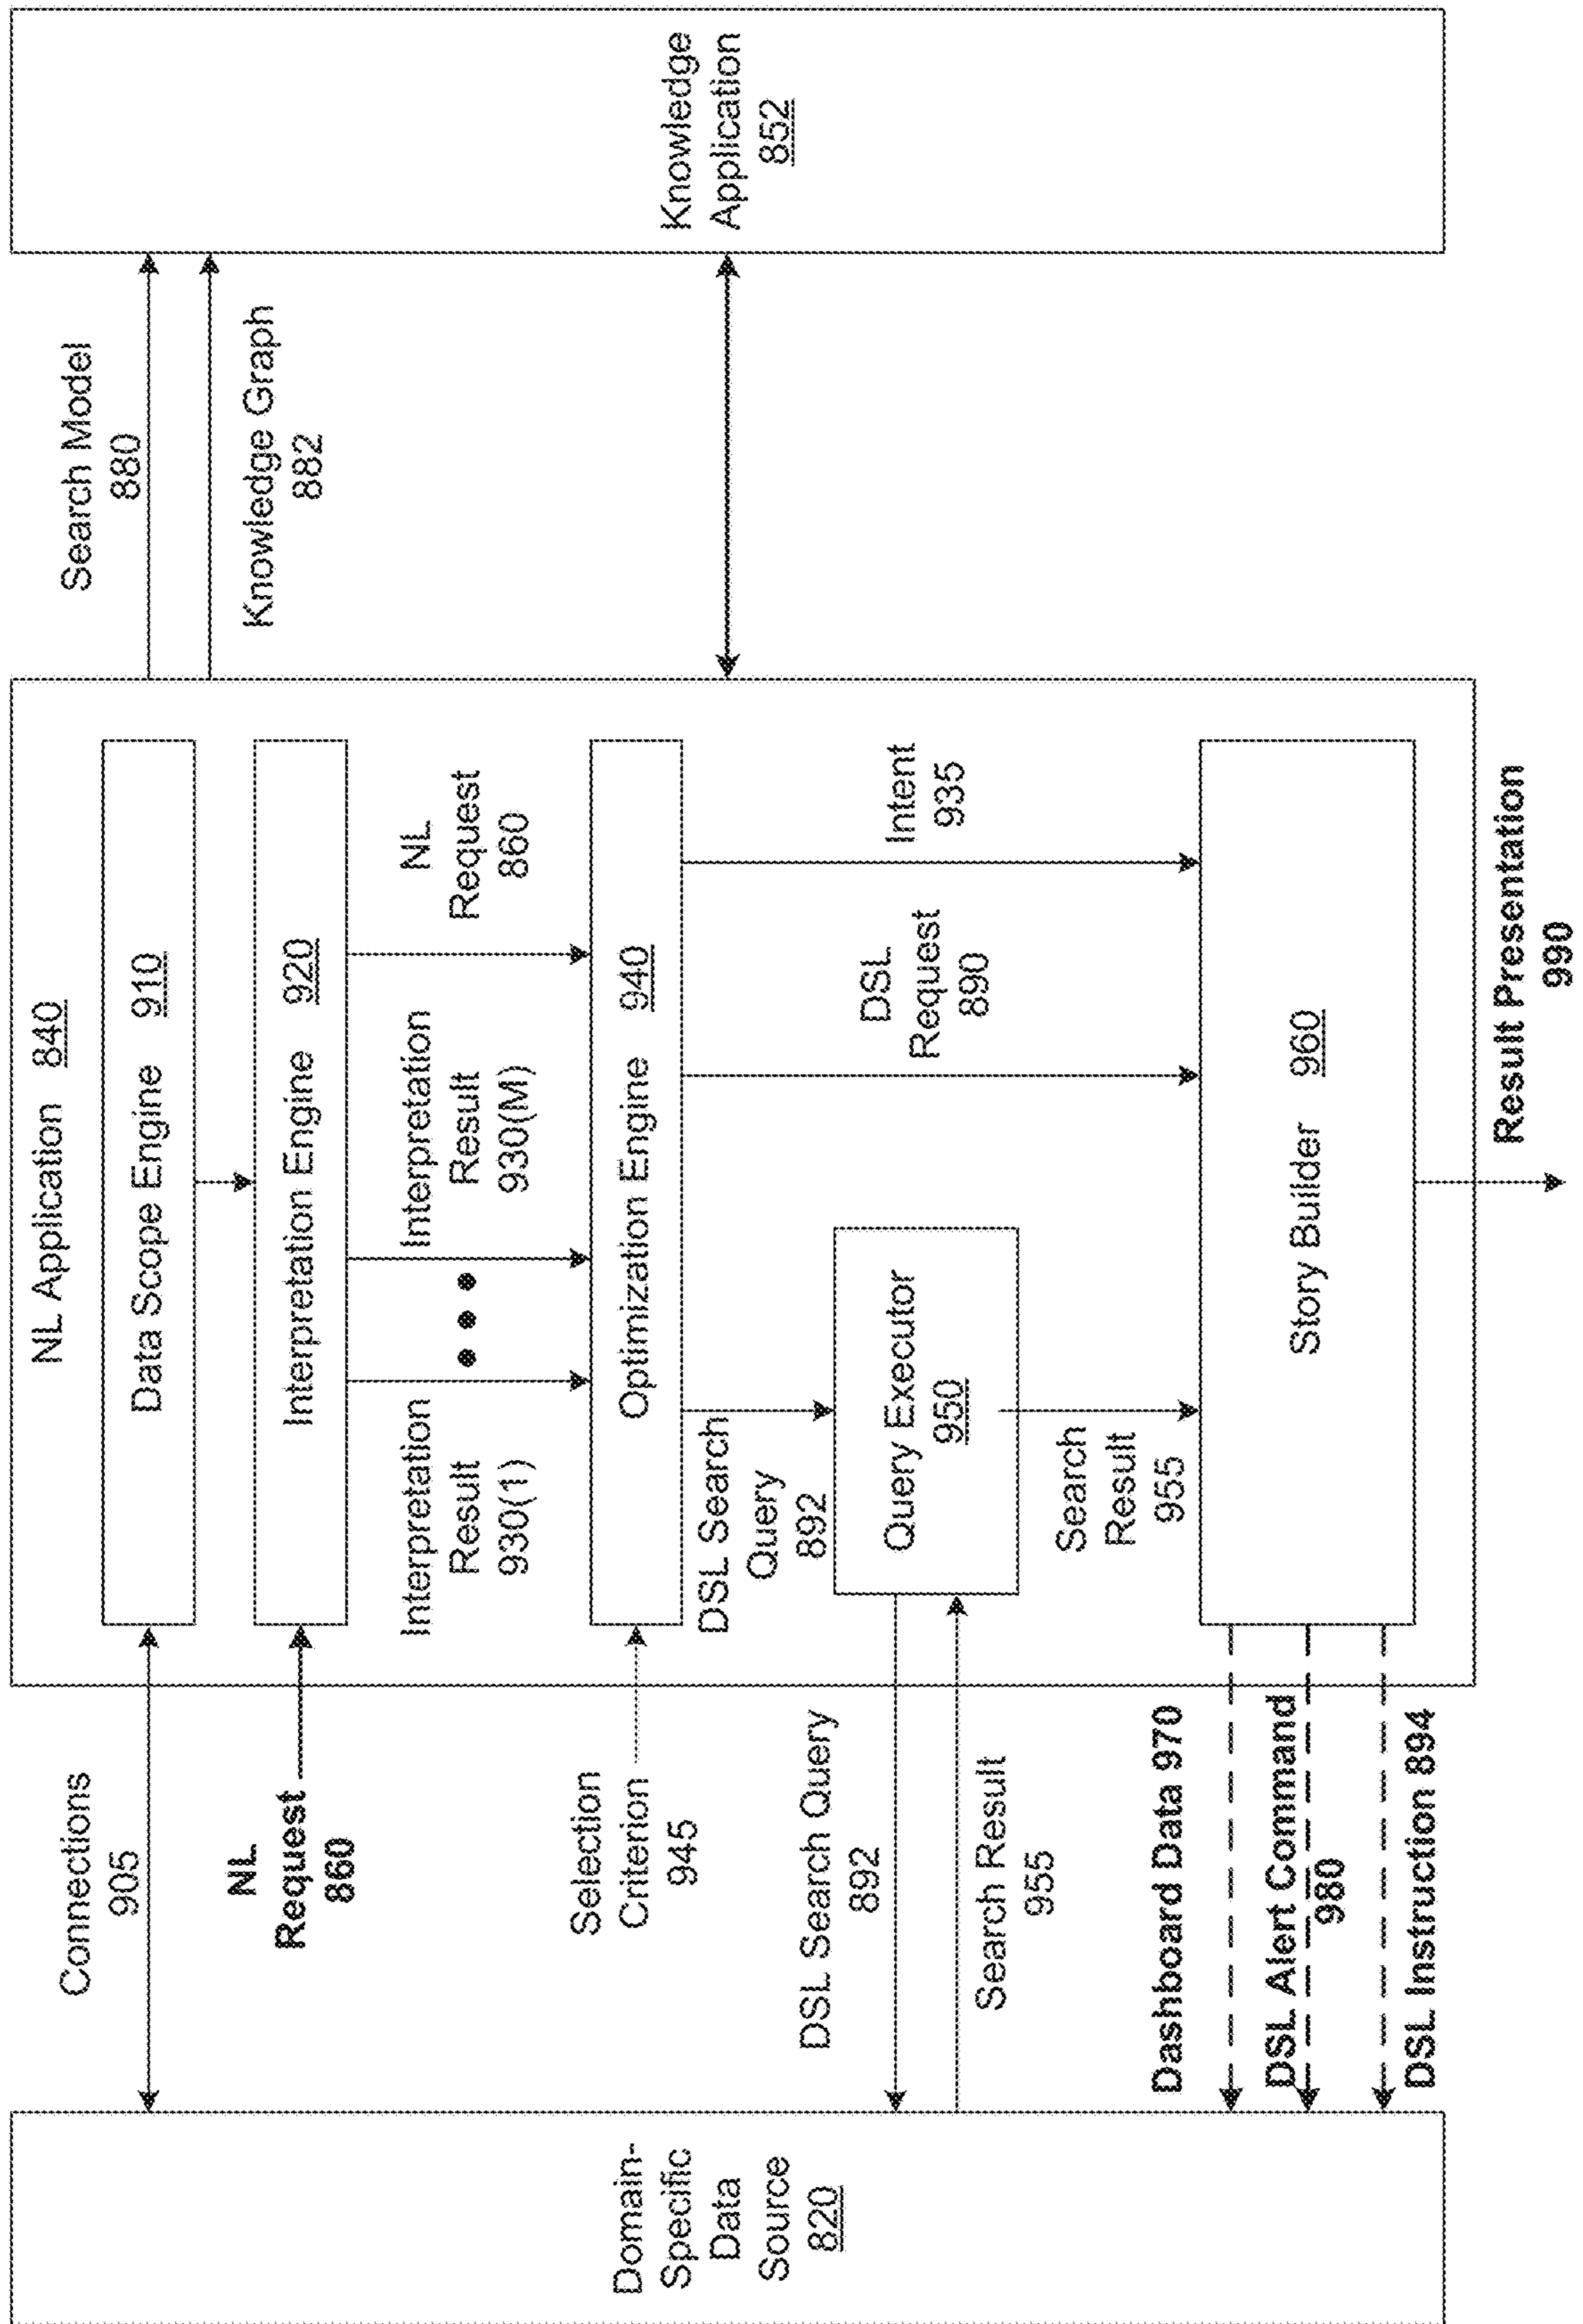 NL Application 840
Connections
905
Data Scope Engine 910
Search Model
880
Knowledge Graph
882
NL
Request
860
Interpretation Engine 920
Interpretation
Result
930(1)
Interpretation
Result
930(M)
NL
Request
860
Selection
Criterion
945
Optimization Engine 940
Domain-
Specific
Data
Source
820
Knowledge
Application
852
DSL Search
Query
892
DSL
Request
890
Intent
935
DSL Search Query
892
Query Executor
950
Search Result
955
Search
Result
955
Dashboard Data 970
DSL Alert Command
980
DSL Instruction 894
Story Builder 960
Result Presentation
990